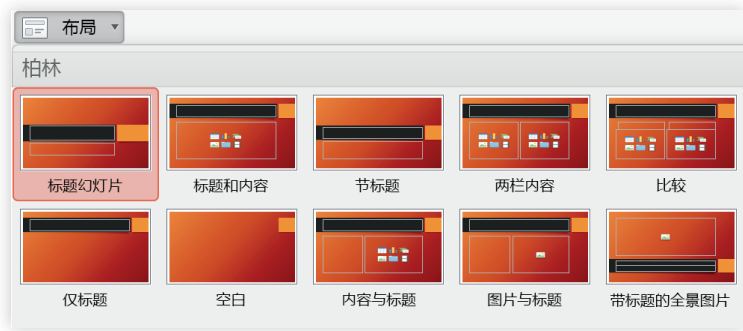 布局
柏林
标题幻灯片 标题和内容 节标题 两栏内容 比较
仅标题 空白 内容与标题 图片与标题 带标题的全景图片